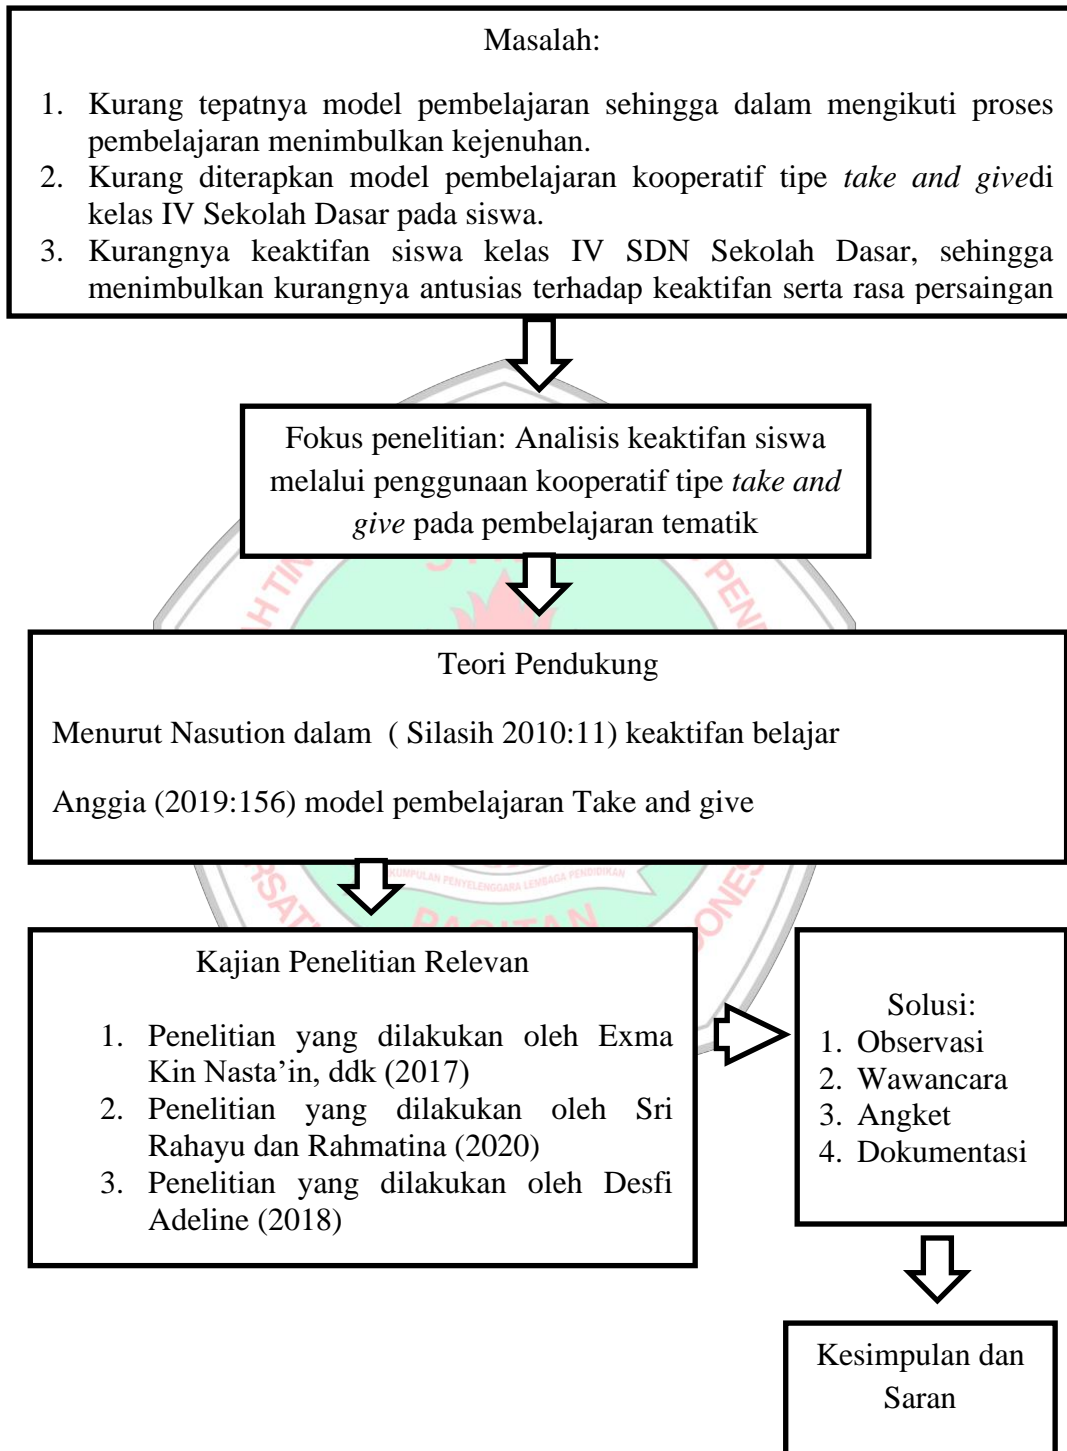 Masalah:
1. Kurang tepatnya model pembelajaran sehingga dalam mengikuti proses
pembelajaran menimbulkan kejenuhan.
2. Kurang diterapkan model pembelajaran kooperatif tipe take and givedi
kelas IV Sekolah Dasar pada siswa.
3. Kurangnya keaktifan siswa kelas IV SDN Sekolah Dasar, sehingga
menimbulkan kurangnya antusias terhadap keaktifan serta rasa persaingan
Fokus penelitian: Analisis keaktifan siswa
melalui penggunaan kooperatif tipe take and
give pada pembelajaran tematik
Teori Pendukung
Menurut Nasution dalam ( Silasih 2010:11) keaktifan belajar
Anggia (2019:156) model pembelajaran Take and give
KUMPULAN PENYELENGGARA LEMBAGA PENDIDIKAN
PACITAN
Kajian Penelitian Relevan
1. Penelitian yang dilakukan oleh Exma
Kin Nasta’in, ddk (2017)
2. Penelitian yang dilakukan oleh Sri
Rahayu dan Rahmatina (2020)
3. Penelitian yang dilakukan oleh Desfi
Adeline (2018)
Solusi:
1. Observasi
2. Wawancara
3. Angket
4. Dokumentasi
Kesimpulan dan
Saran